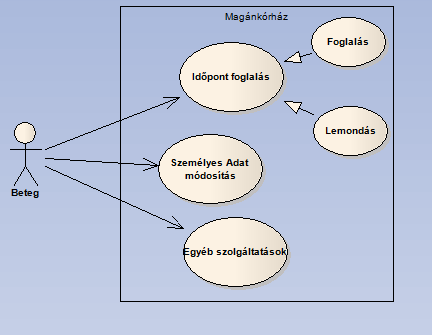 Magánkórház
Foglalás
Időpont foglalás
Lemondás
Személyes Adat
módosítás
Beteg
Egyéb szolgáltatások